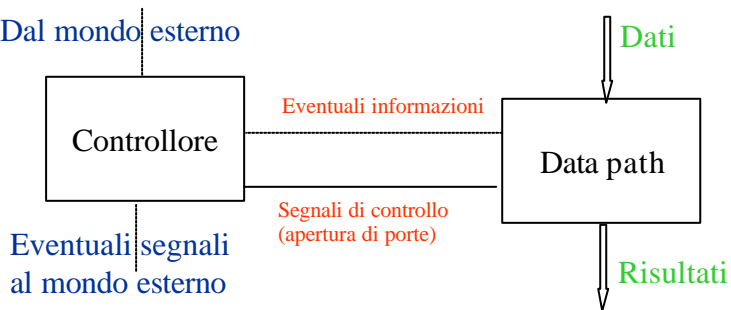 Dal mondo esterno
Dati
Eventuali informazioni
Controllore
Data path
Segnali di controllo
(apertura di porte)
Eventuali segnali
al mondo esterno
Risultati